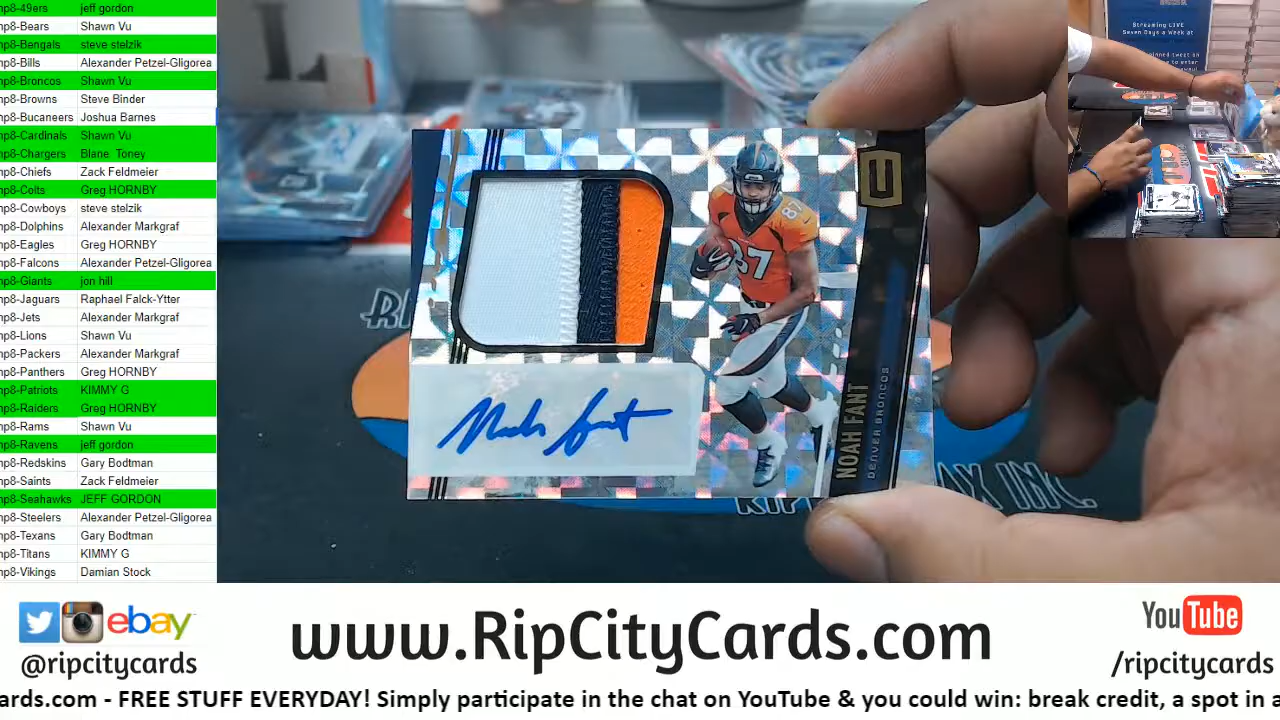 np8-49ers jeff gordon
np8-Bears Shawn Vu
np8-Bengals steve stelzik
np8-Bills Alexander Petzel-Gligorea
np8-Broncos Shawn Vu
np8-Browns Steve Binder
np8-Bucaneers Joshua Barnes
np8-Cardinals Shawn Vu
np8-Chargers Blane Toney
np8-Chiefs Zack Feldmeier
np8-Colts Greg HORNBY
np8-Cowboys steve stelzik
np8-Dolphins Alexander Markgraf
np8-Eagles Greg HORNBY
np8-Falcons Alexander Petzel-Gligorea
np8-Giants jon hill
np8-Jaguars Raphael Falck-Ytter
np8-Jets Alexander Markgraf
np8-Lions Shawn Vu
np8-Packers Alexander Markgraf
np8-Panthers Greg HORNBY
np8-Patriots KIMMY G
np8-Raiders Greg HORNBY
np8-Rams Shawn Vu
np8-Ravens jeff gordon
np8-Redskins Gary Bodtman
np8-Saints Zack Feldmeier
np8-Seahawks JEFF GORDON
np8-Steelers Alexander Petzel-Gligorea
np8-Texans Gary Bodtman
np8-Titans KIMMY G
np8-Vikings Damian Stock
87
87
Noah Fant
NOAH FANT
DENVER BRONCOS
INC.
Streaming LIVE
Seven Days a Week at
ebay
@ripcitycards
www.RipCityCards.com
YouTube
/ripcitycards
cards.com - FREE STUFF EVERYDAY! Simply participate in the chat on YouTube & you could win: break credit, a spot in a